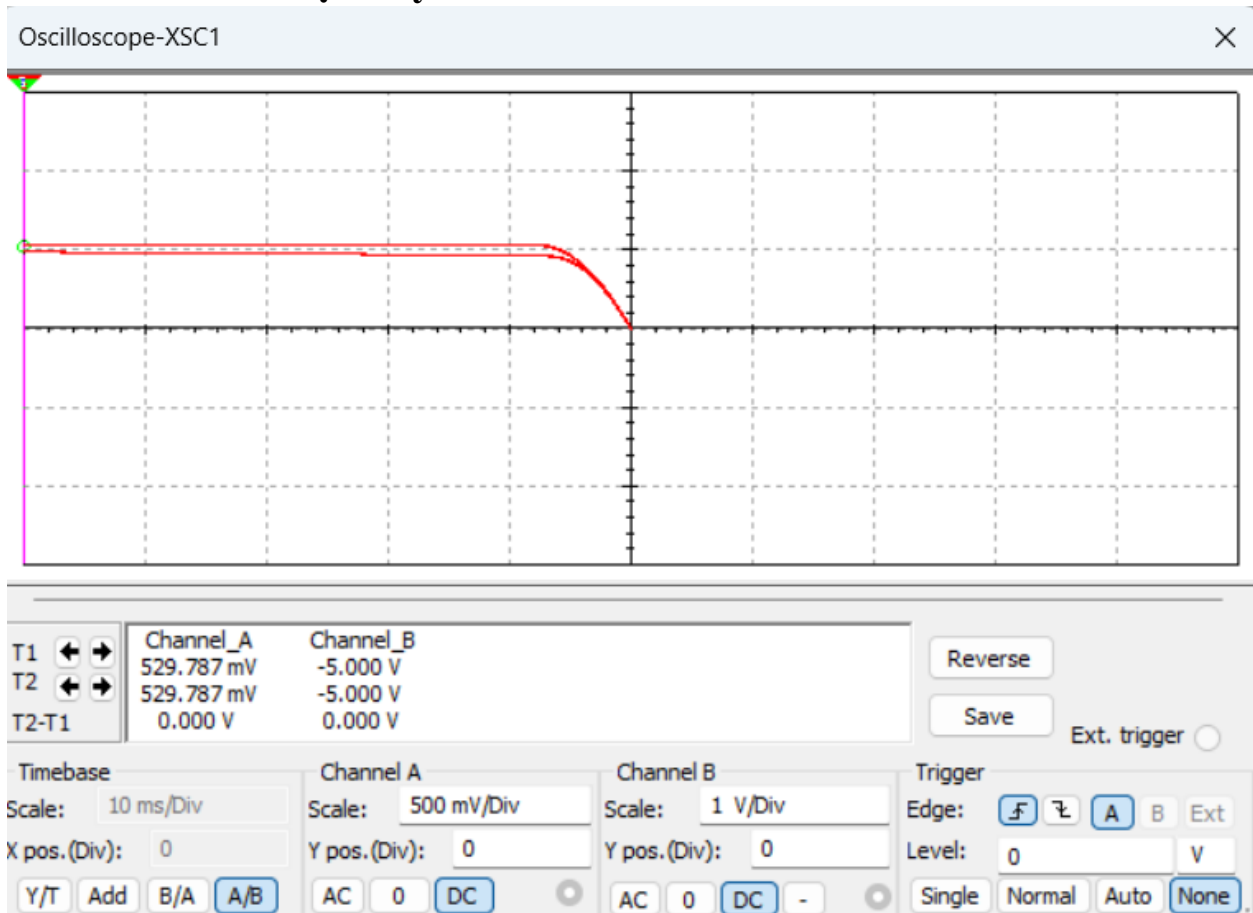 Oscilloscope-XSC1
T1
T2
T2-T1
Channel_A Channel_B
529.787 mV -5.000 V
529.787 mV -5.000 V
0.000 V 0.000 V
Reverse
Save
Ext. trigger
Timebase
Scale: 10 ms/Div
X pos.(Div): 0
Y/T Add B/A A/B
Channel A
Scale: 500 mV/Div
Y pos.(Div): 0
AC 0 DC
Channel B
Scale: 1 V/Div
Y pos.(Div): 0
AC 0 DC -
Trigger
Edge: A B Ext
Level: 0 V
Single Normal Auto None